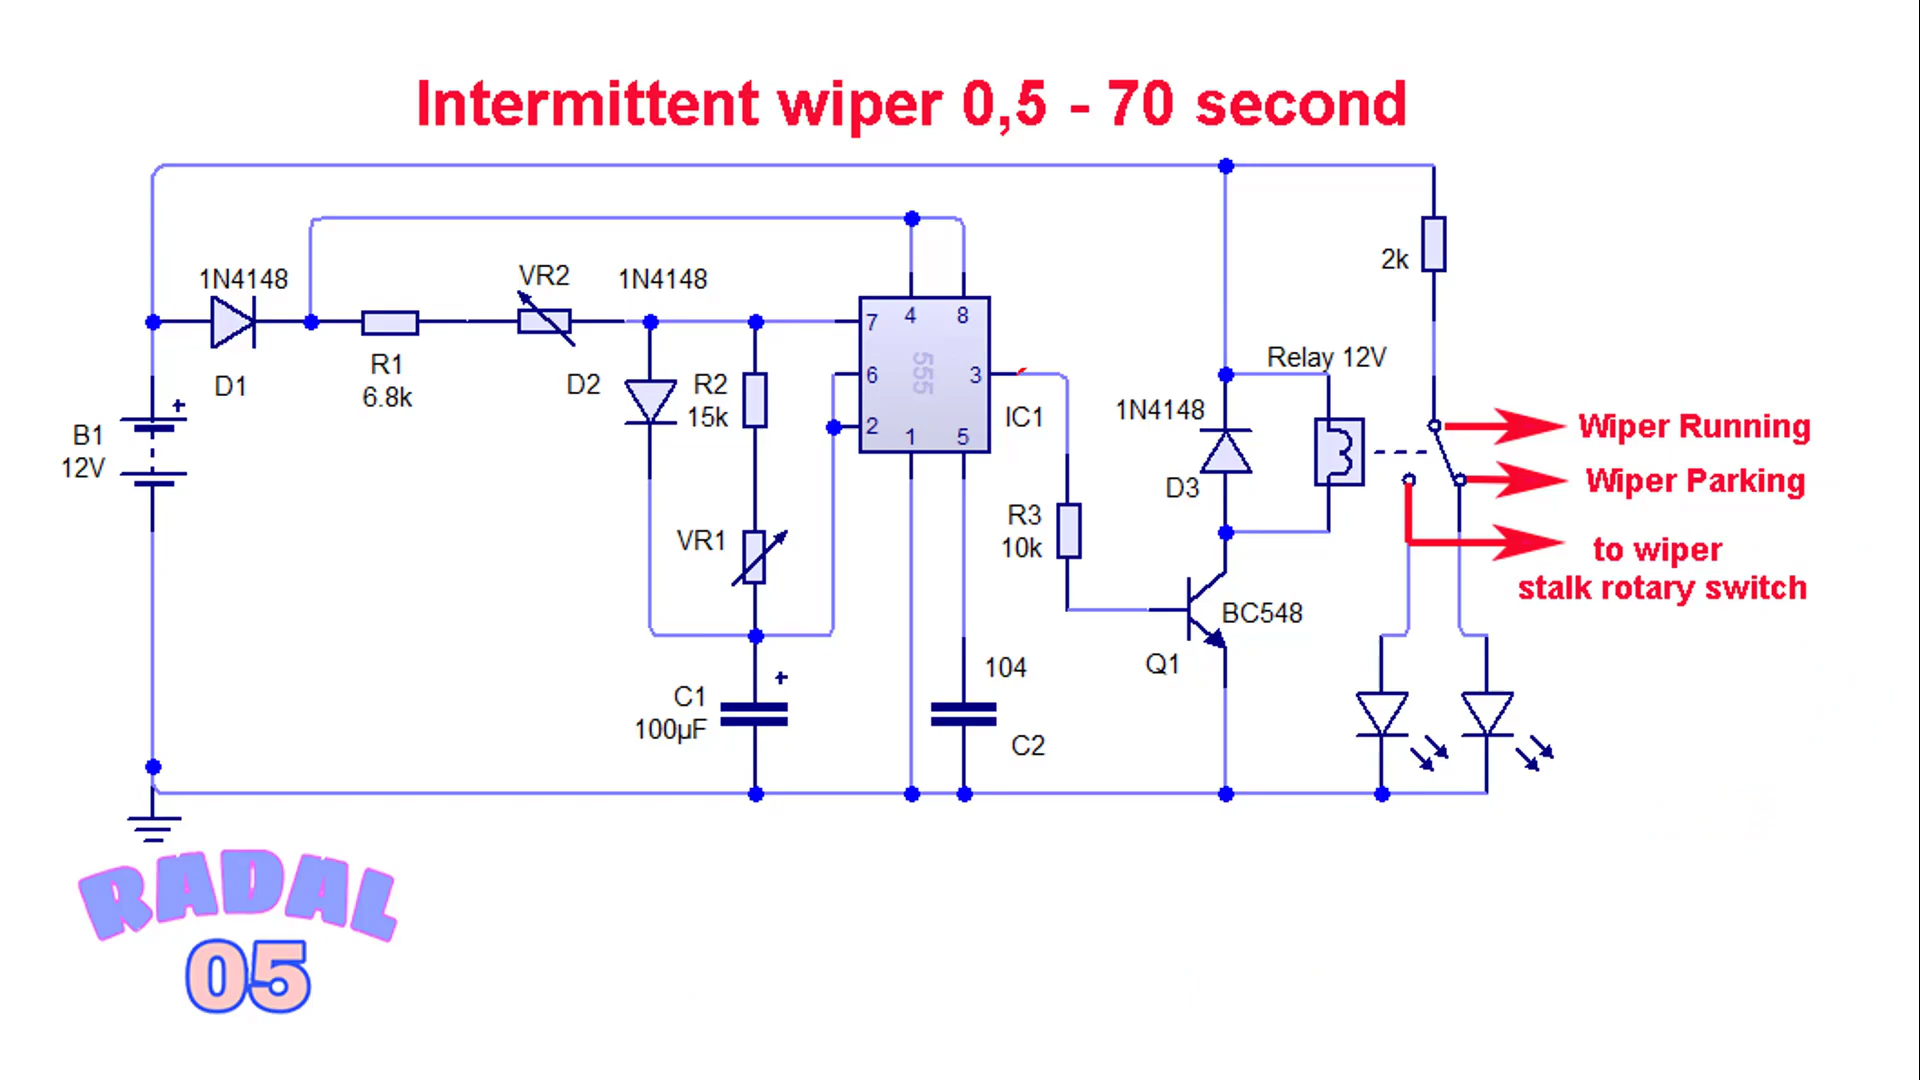 Intermittent wiper 0,5 - 70 second
1N4148
VR2
1N4148
D1
R1
6.8k
D2
R2
15k
7
4
8
6
555
3
2
1
5
IC1
2k
Relay 12V
1N4148
D3
Wiper Running
Wiper Parking
to wiper
stalk rotary switch
+
B1
12V
VR1
R3
10k
BC548
Q1
+
C1
100µF
104
C2
RADAL
05